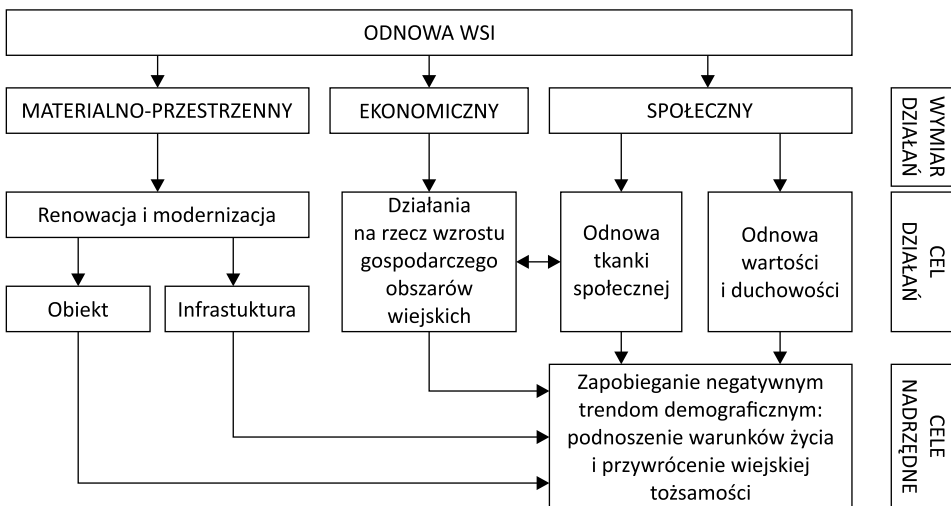 ODNOWA WSI
MATERIALNO-PRZESTRZENNY
EKONOMICZNY
SPOŁECZNY
WYMIAR
DZIAŁAŃ
Renowacja i modernizacja
Obiekt
Infrastuktura
Działania
na rzecz wzrostu
gospodarczego
obszarów
wiejskich
Odnowa
tkanki
społecznej
Odnowa
wartości
i duchowości
CEL
DZIAŁAŃ
Zapobieganie negatywnym
trendom demograficznym:
podnoszenie warunków życia
i przywrócenie wiejskiej
tożsamości
CELE
NADRZĘDNE